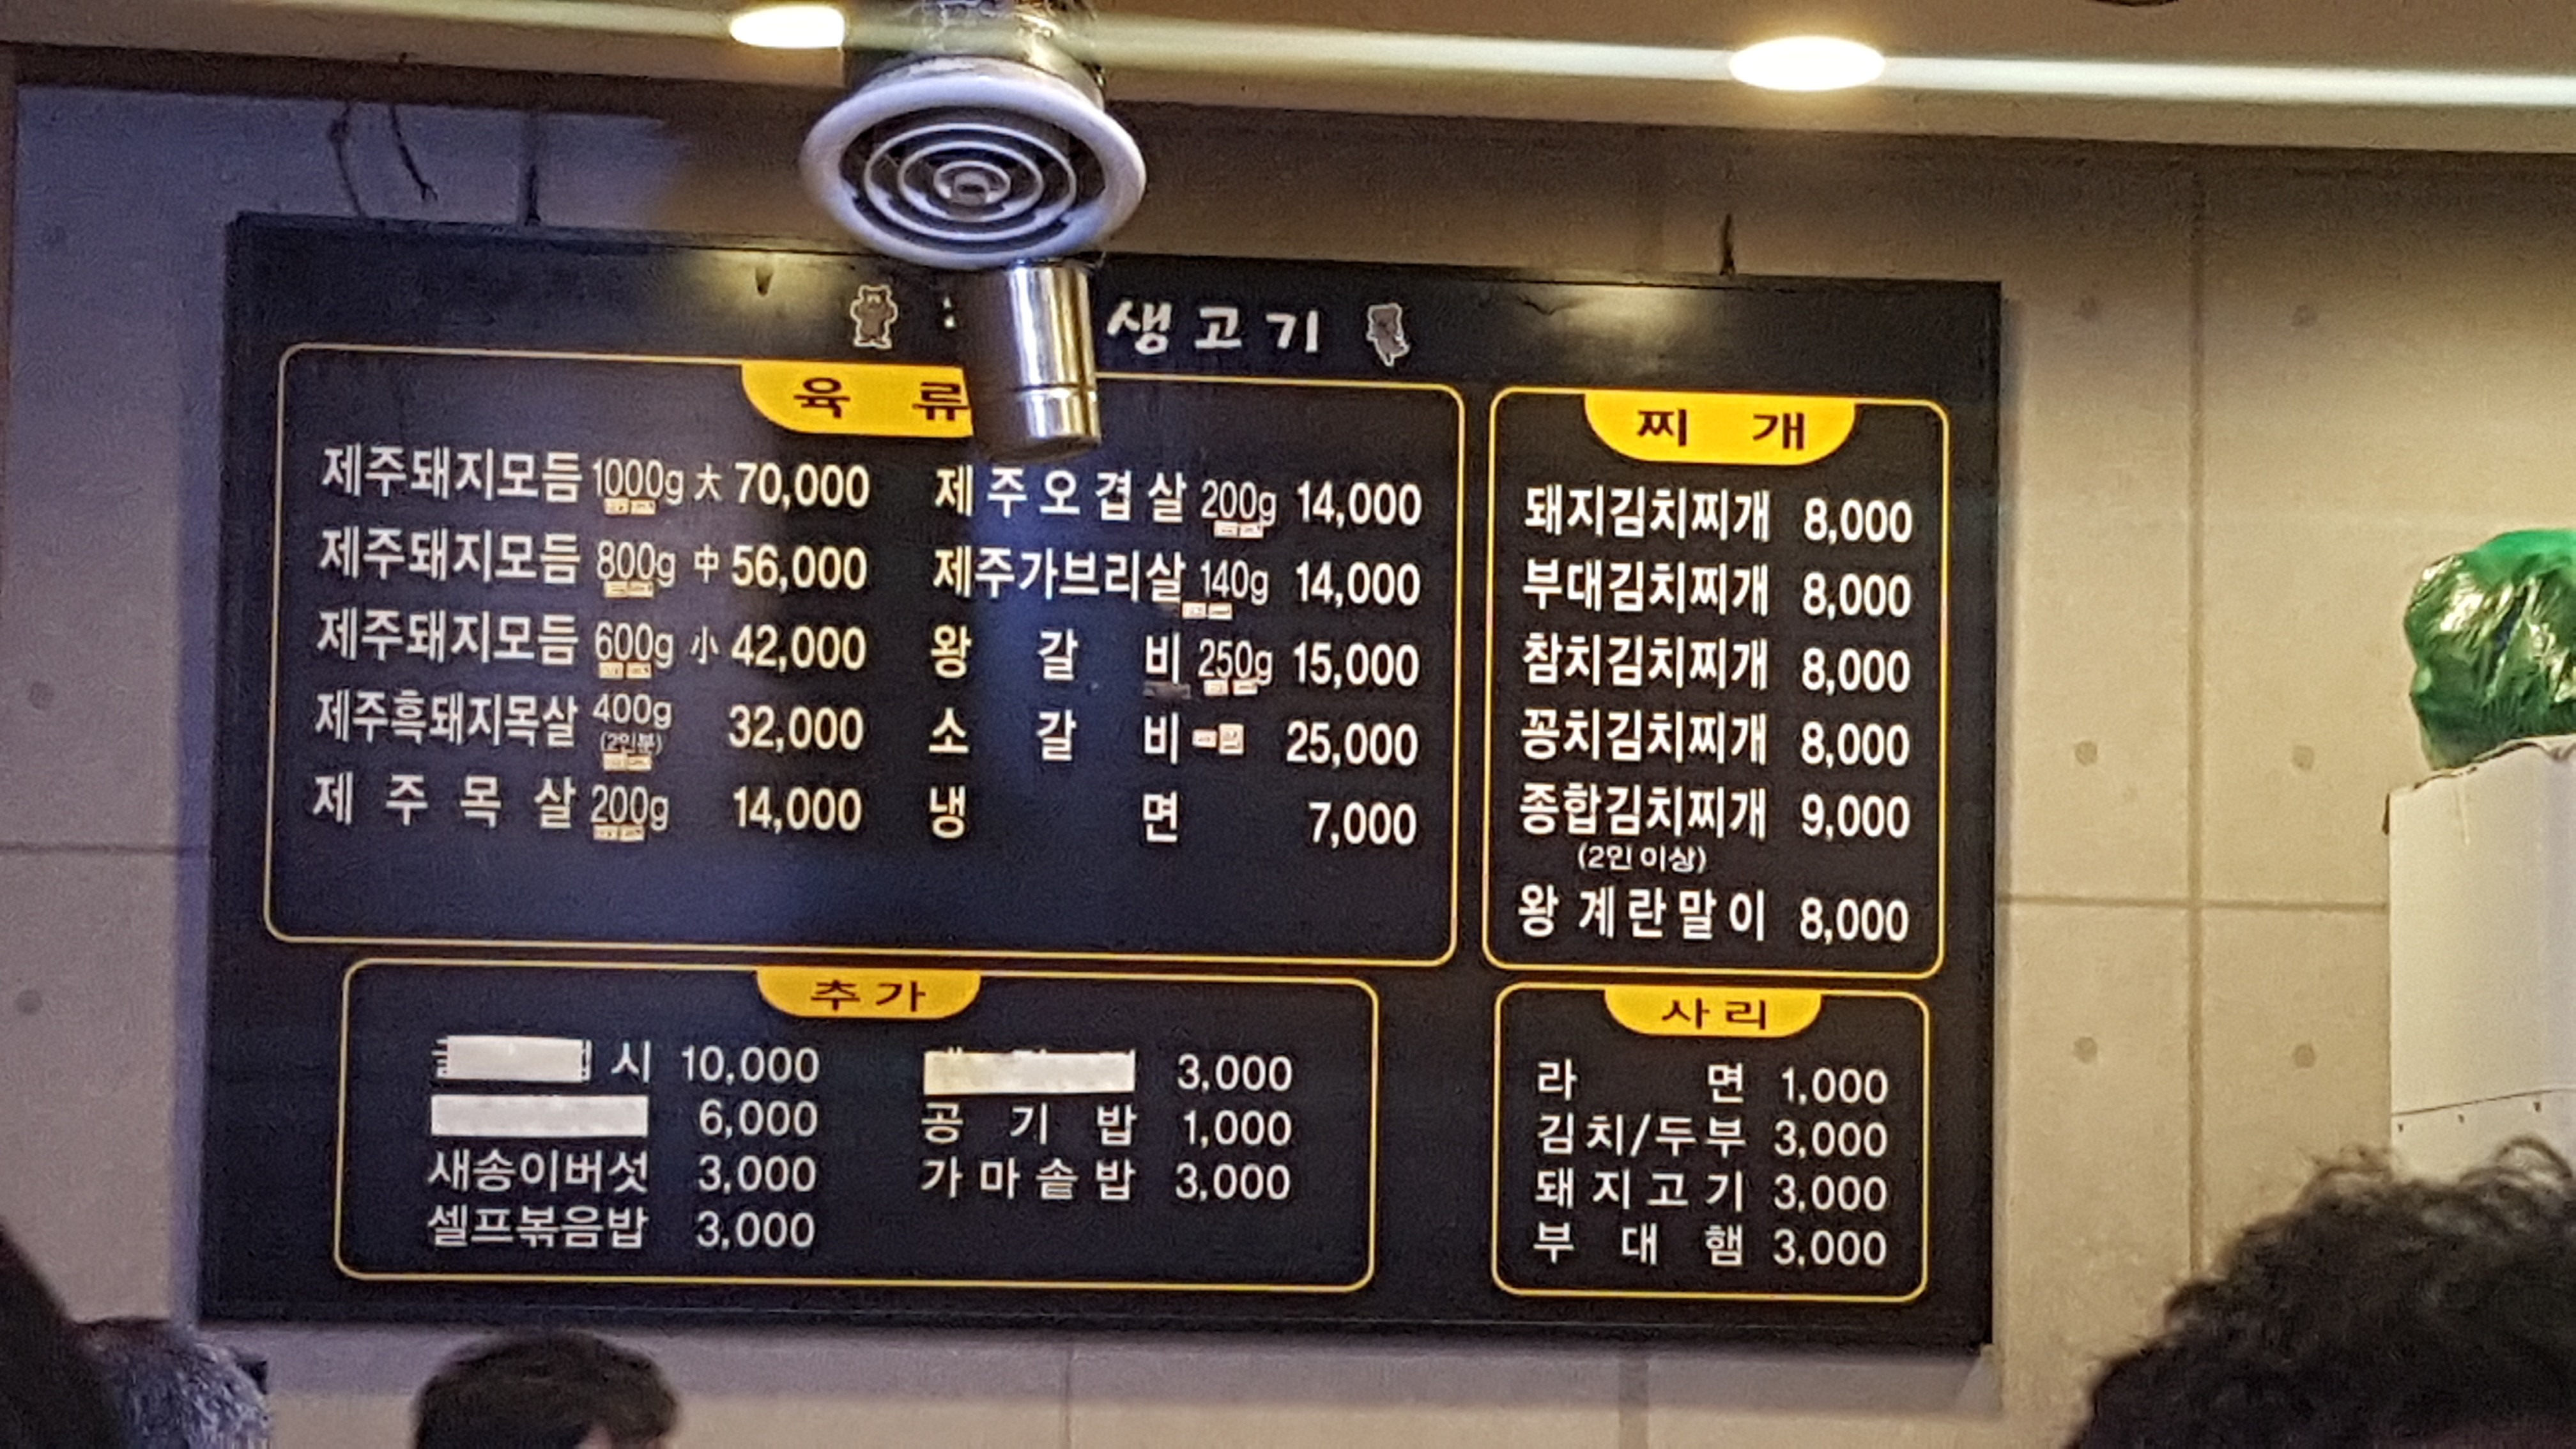 생고기
육 류
제주돼지모듬 1000g 大 70,000
제주돼지모듬 800g 中 56,000
제주돼지모듬 600g 小 42,000
제주흑돼지목살 400g 32,000
(2인분)
제주목살 200g 14,000
제주오겹살 200g 14,000
제주가브리살 140g 14,000
왕갈비 250g 15,000
소갈비 25,000
냉면 7,000
찌 개
돼지김치찌개 8,000
부대김치찌개 8,000
참치김치찌개 8,000
꽁치김치찌개 8,000
종합김치찌개 9,000
(2인 이상)
왕계란말이 8,000
추가
시 10,000
6,000
새송이버섯 3,000
셀프볶음밥 3,000
3,000
공기밥 1,000
가마솥밥 3,000
사리
라면 1,000
김치/두부 3,000
돼지고기 3,000
부대햄 3,000